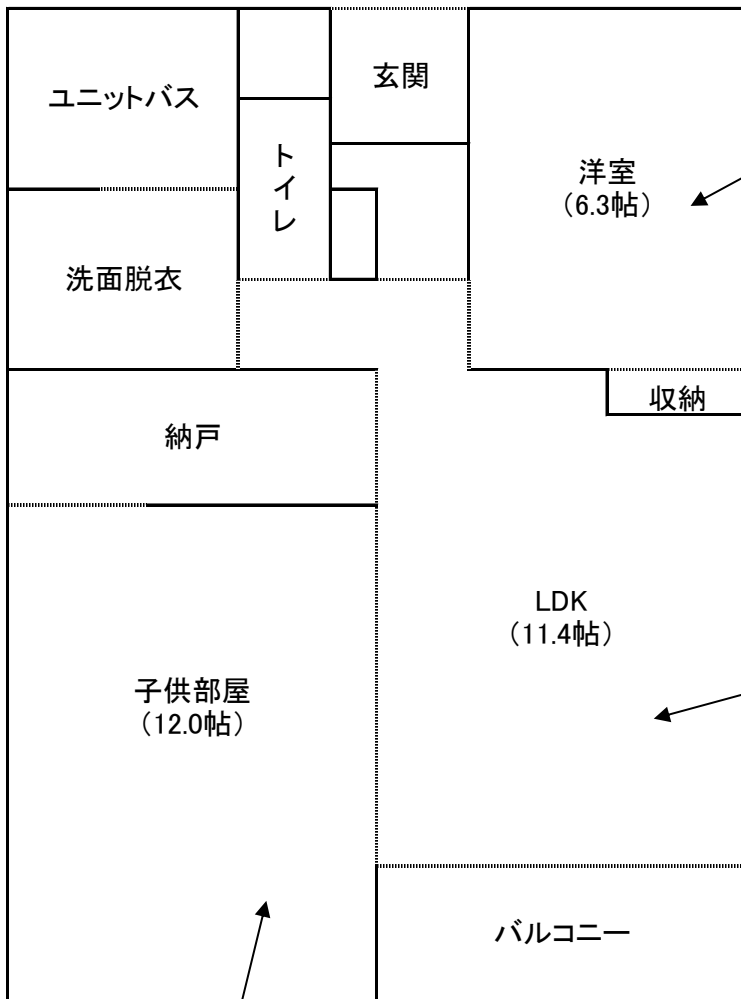 玄関
ユニットバス
トイレ
洋室
（6.3帖）
洗面脱衣
収納
納戸
LDK
（11.4帖）
子供部屋
（12.0帖）
バルコニー